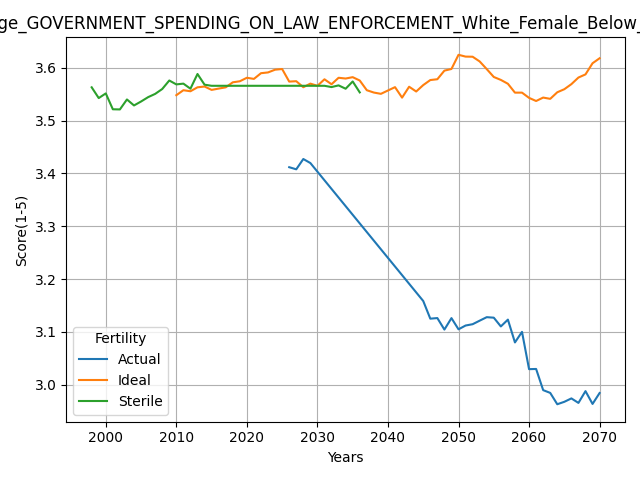 ge_GOVERNMENT_SPENDING_ON_LAW_ENFORCEMENT_White_Female_Below_
3.6
3.5
3.4
3.3
3.2
3.1
3.0
Score(1-5)
Fertility
Actual
Ideal
Sterile
2000 2010 2020 2030 2040 2050 2060 2070
Years